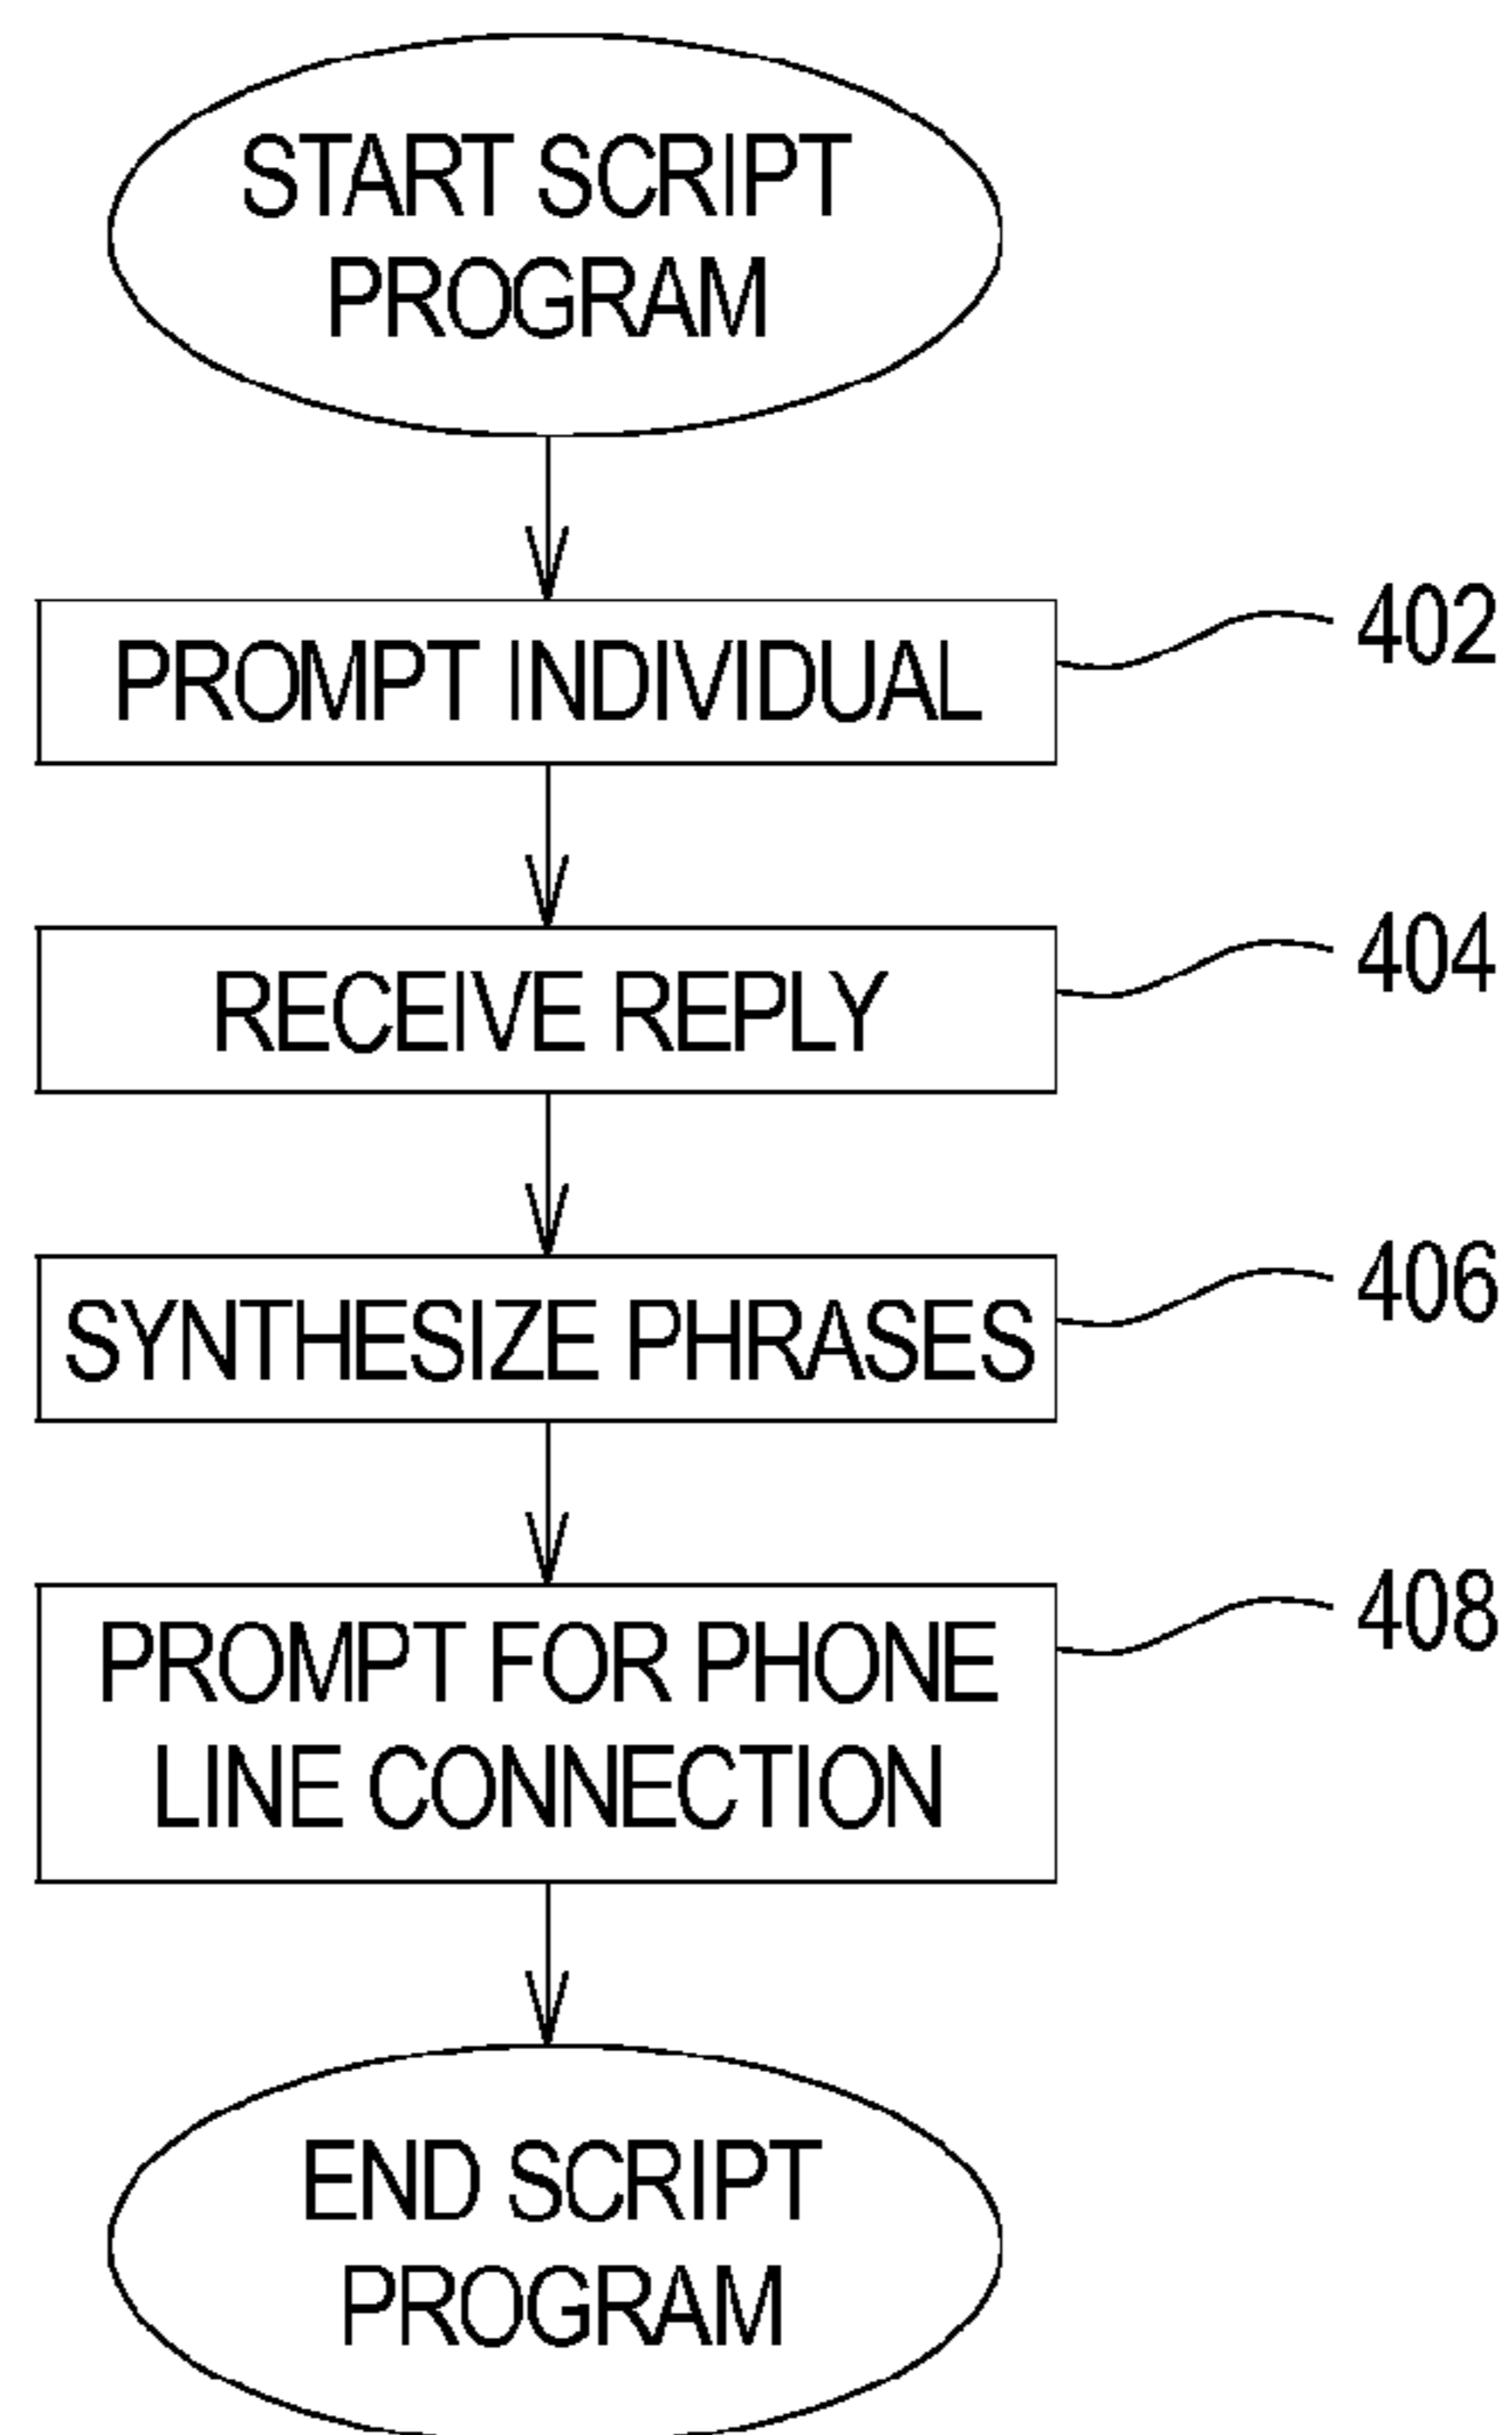 START SCRIPT
PROGRAM
PROMPT INDIVIDUAL
402
RECEIVE REPLY
404
SYNTHESIZE PHRASES
406
PROMPT FOR PHONE
LINE CONNECTION
408
END SCRIPT
PROGRAM